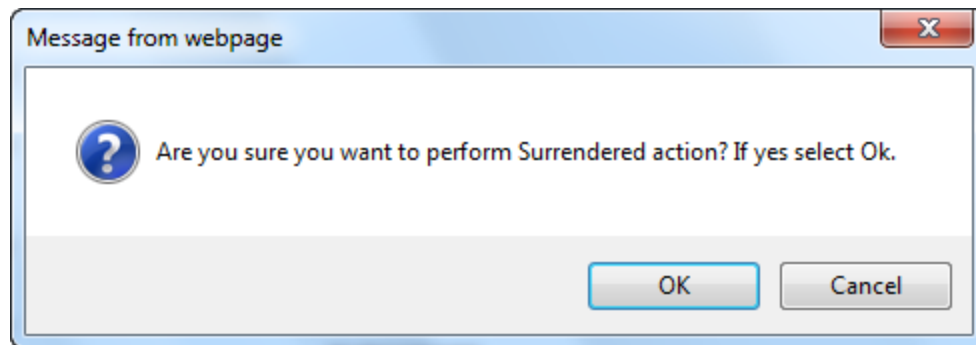 Message from webpage
Are you sure you want to perform Surrendered action? If yes select Ok.
OK
Cancel